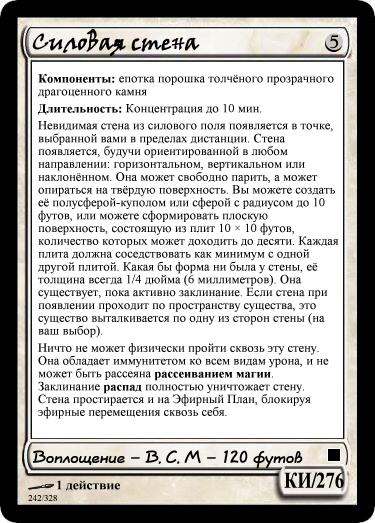 Силовая стена
5
Компоненты: епотка порошка толчёного прозрачного
драгоценного камня
Длительность: Концентрация до 10 мин.
Невидимая стена из силового поля появляется в точке,
выбранной вами в пределах дистанции. Стена
появляется, будучи ориентированной в любом
направлении: горизонтальном, вертикальном или
наклонённом. Она может свободно парить, а может
опираться на твёрдую поверхность. Вы можете создать
её полусферой-куполом или сферой с радиусом до 10
футов, или можете сформировать плоскую
поверхность, состоящую из плит 10 × 10 футов,
количество которых может доходить до десяти. Каждая
плита должна соседствовать как минимум с одной
другой плитой. Какая бы форма ни была у стены, её
толщина всегда 1/4 дюйма (6 миллиметров). Она
существует, пока активно заклинание. Если стена при
появлении проходит по пространству существа, это
существо выталкивается по одну из сторон стены (на
ваш выбор).
Ничто не может физически пройти сквозь эту стену.
Она обладает иммунитетом ко всем видам урона, и не
может быть рассеяна рассеиванием магии.
Заклинание распад полностью уничтожает стену.
Стена простирается и на Эфирный План, блокируя
эфирные перемещения сквозь себя.
Воплощение – В, С, М – 120 футов
КИ/276
1 действие
242/328